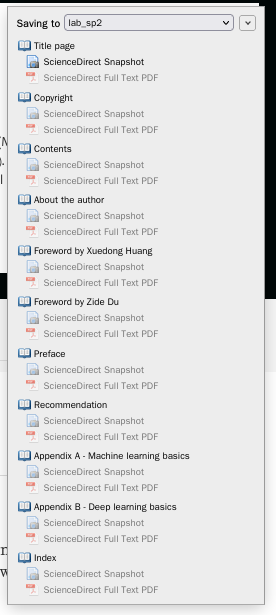 Saving to lab_sp2
Title page
ScienceDirect Snapshot
ScienceDirect Full Text PDF
Copyright
ScienceDirect Snapshot
ScienceDirect Full Text PDF
Contents
ScienceDirect Snapshot
ScienceDirect Full Text PDF
About the author
ScienceDirect Snapshot
ScienceDirect Full Text PDF
Foreword by Xuedong Huang
ScienceDirect Snapshot
ScienceDirect Full Text PDF
Foreword by Zide Du
ScienceDirect Snapshot
ScienceDirect Full Text PDF
Preface
ScienceDirect Snapshot
ScienceDirect Full Text PDF
Recommendation
ScienceDirect Snapshot
ScienceDirect Full Text PDF
Appendix A - Machine learning basics
ScienceDirect Snapshot
ScienceDirect Full Text PDF
Appendix B - Deep learning basics
ScienceDirect Snapshot
ScienceDirect Full Text PDF
Index
ScienceDirect Snapshot
ScienceDirect Full Text PDF